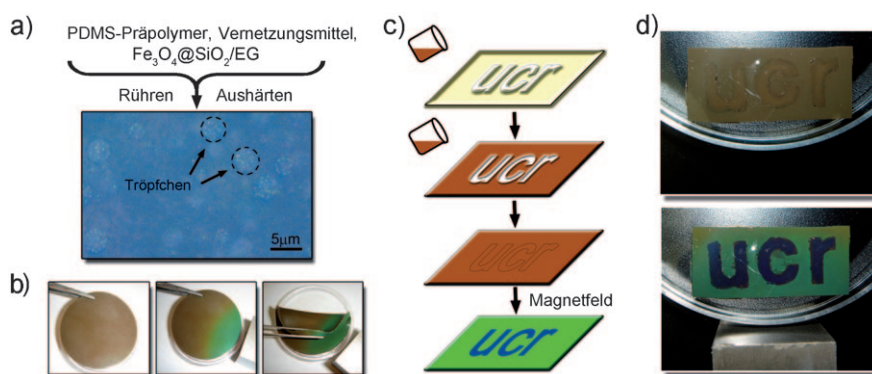 a)
PDMS-Präpolymer, Vernetzungsmittel,
Fe3O4@SiO2/EG
Rühren Aushärten
Tröpfchen
5µm
b)
c)
ucr
ucr
ucr
Magnetfeld
ucr
d)
ucr
ucr